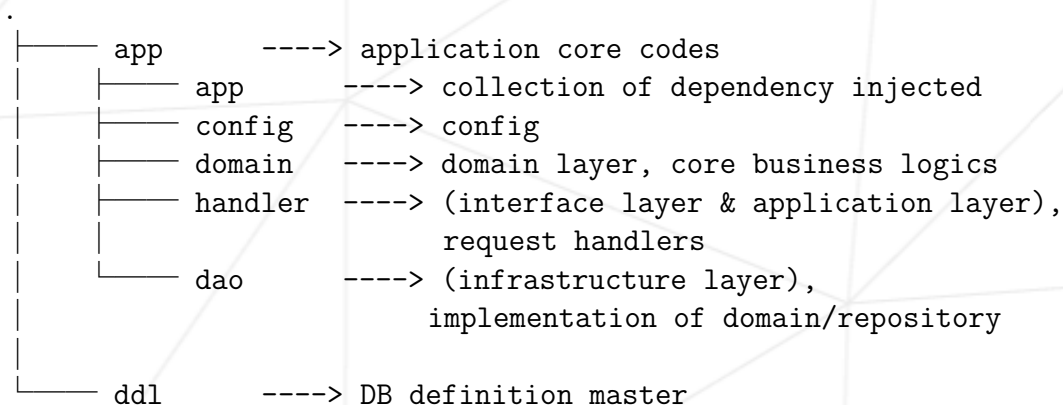 .
├── app ----> application core codes
│ ├── app ----> collection of dependency injected
│ ├── config ----> config
│ ├── domain ----> domain layer, core business logics
│ ├── handler ----> (interface layer & application layer),
│ │ request handlers
│ └── dao ----> (infrastructure layer),
│ implementation of domain/repository
│
└── ddl ----> DB definition master